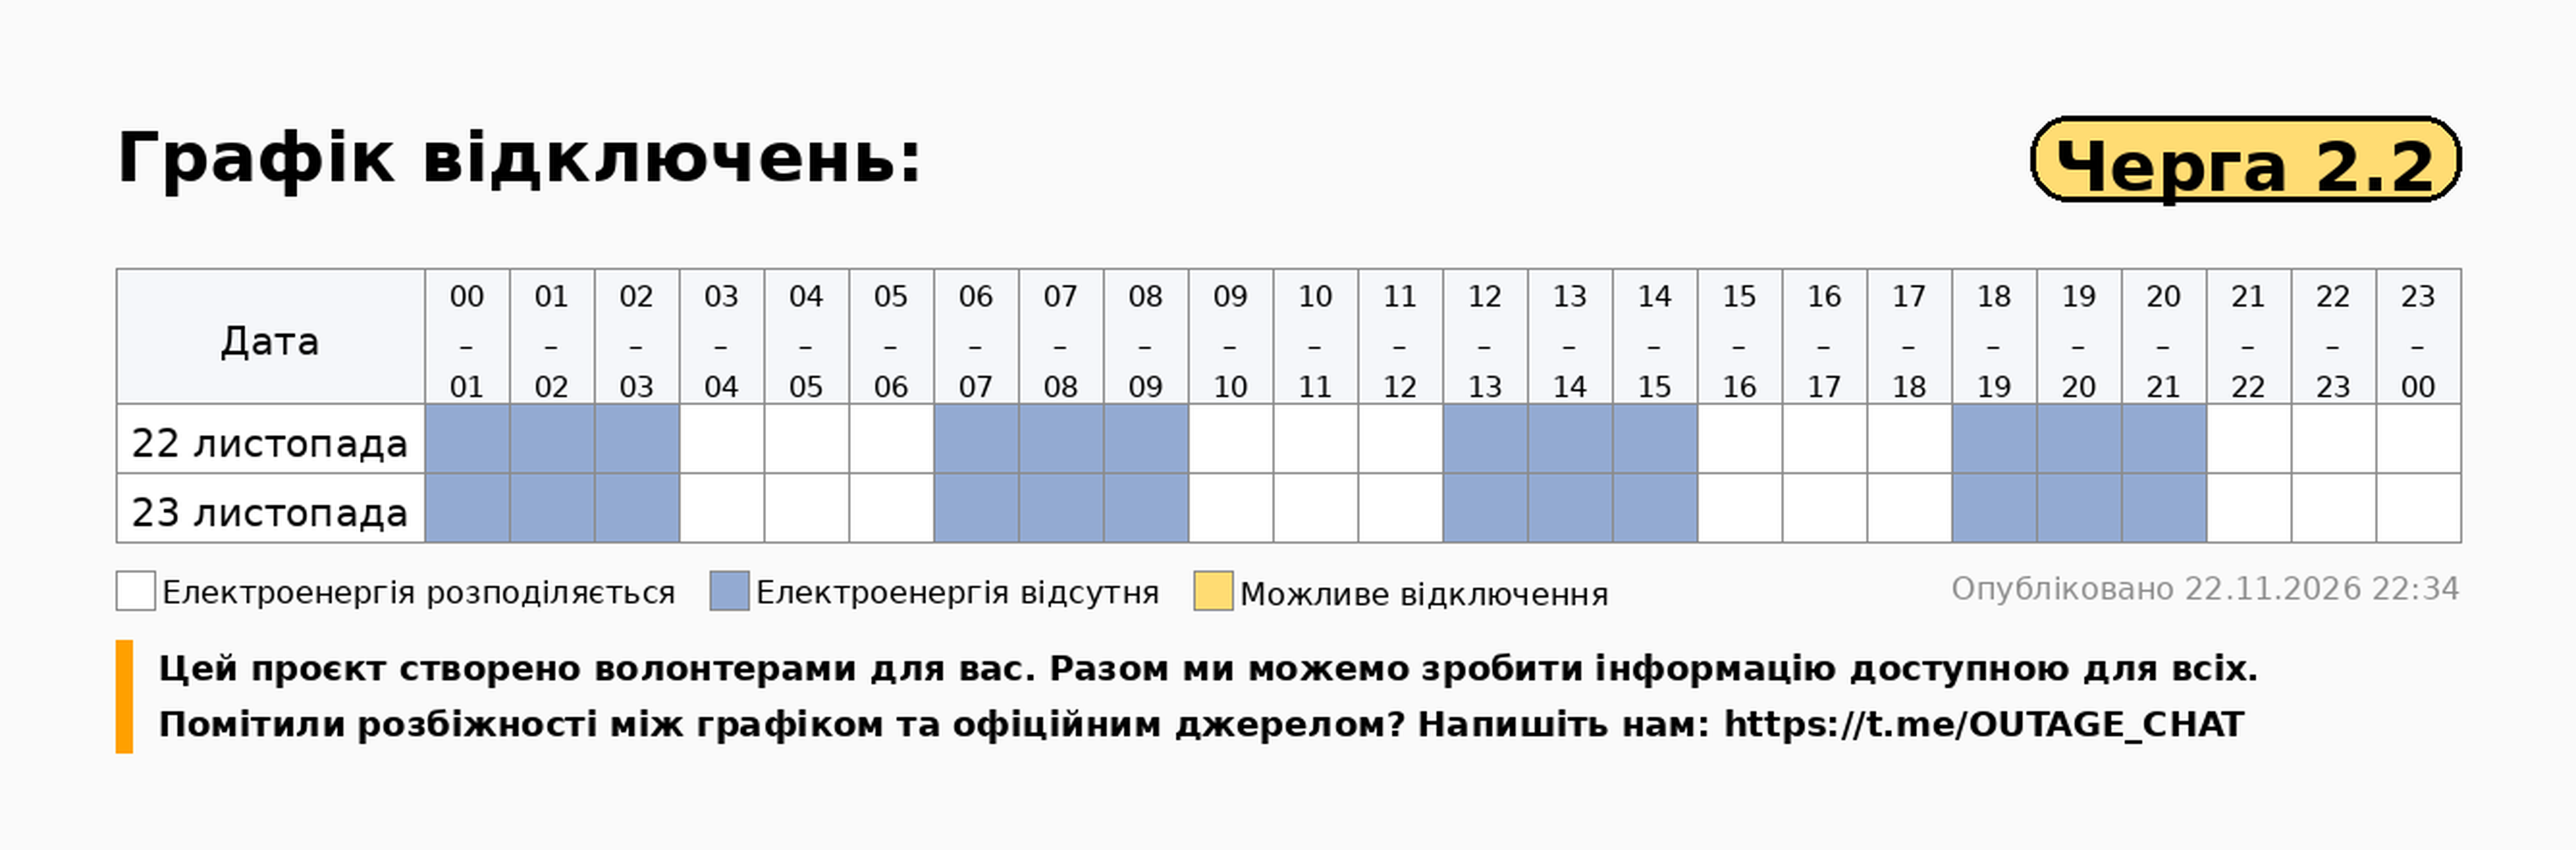 Графік відключень:
Черга 2.2
Дата
00 – 01
01 – 02
02 – 03
03 – 04
04 – 05
05 – 06
06 – 07
07 – 08
08 – 09
09 – 10
10 – 11
11 – 12
12 – 13
13 – 14
14 – 15
15 – 16
16 – 17
17 – 18
18 – 19
19 – 20
20 – 21
21 – 22
22 – 23
23 – 00
22 листопада
23 листопада
Електроенергія розподіляється
Електроенергія відсутня
Можливе відключення
Опубліковано 22.11.2026 22:34
Цей проєкт створено волонтерами для вас. Разом ми можемо зробити інформацію доступною для всіх.
Помітили розбіжності між графіком та офіційним джерелом? Напишіть нам: https://t.me/OUTAGE_CHAT